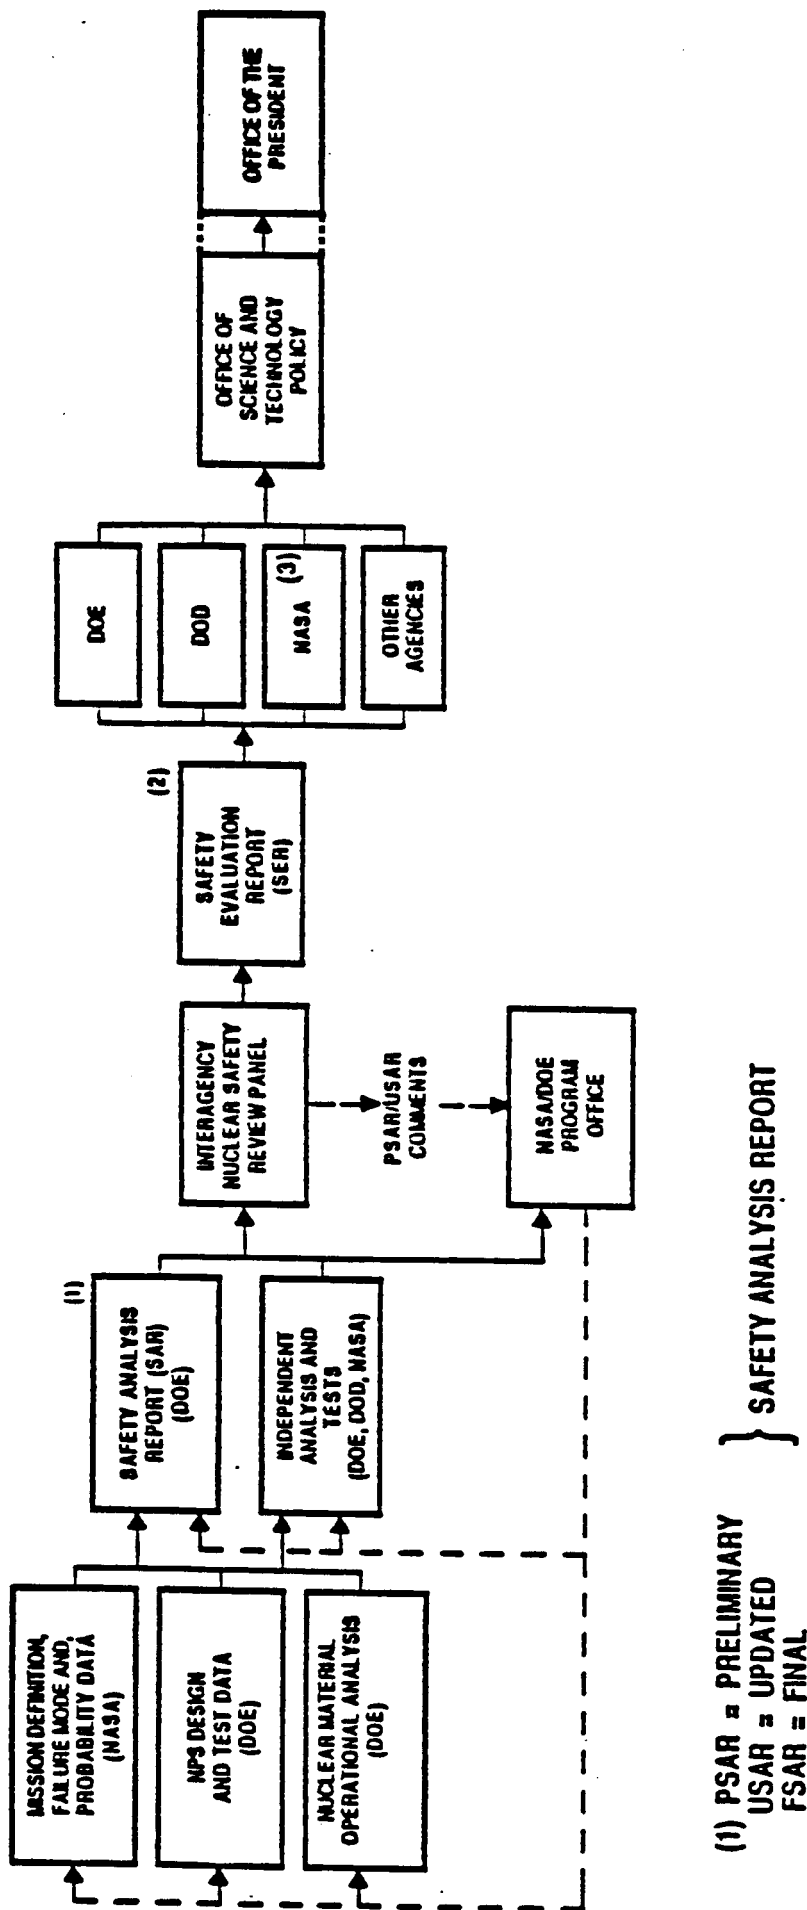 MISSION DEFINITION,
FAILURE MODE AND,
PROBABILITY DATA
(NASA)
NPS DESIGN
AND TEST DATA
(DOE)
NUCLEAR MATERIAL
OPERATIONAL ANALYSIS
(DOE)
(1)
SAFETY ANALYSIS
REPORT (SAR)
(DOE)
INDEPENDENT
ANALYSIS AND
TESTS
(DOE, DOD, NASA)
INTERAGENCY
NUCLEAR SAFETY
REVIEW PANEL
PSAR/USAR
COMMENTS
NASA/DOE
PROGRAM
OFFICE
(2)
SAFETY
EVALUATION
REPORT
(SER)
DOE
DOD
NASA
(3)
OTHER
AGENCIES
OFFICE OF
SCIENCE AND
TECHNOLOGY
POLICY
OFFICE OF THE
PRESIDENT
(1) PSAR = PRELIMINARY
USAR = UPDATED
FSAR = FINAL
} SAFETY ANALYSIS REPORT